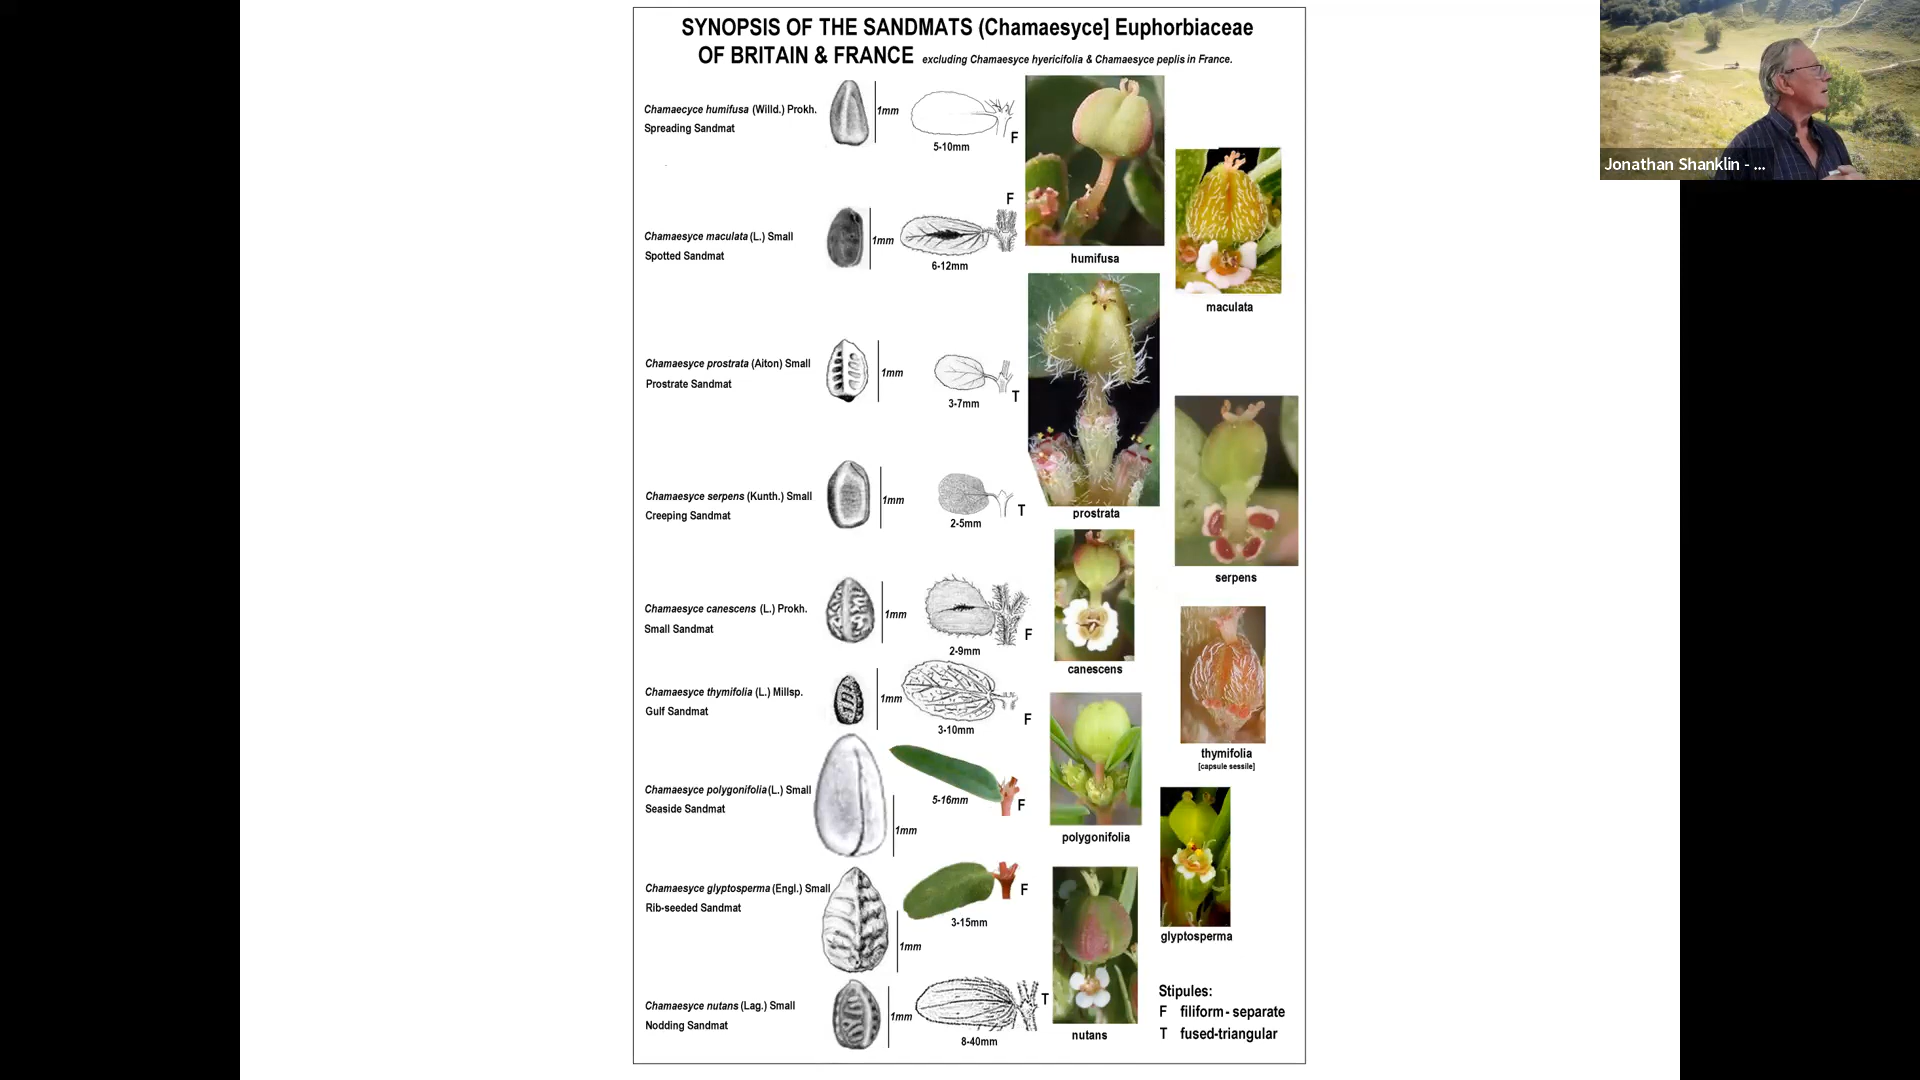 SYNOPSIS OF THE SANDMATS (Chamaesyce] Euphorbiaceae
OF BRITAIN & FRANCE excluding Chamaesyce hyericifolia & Chamaesyce peplis in France.
Jonathan Shanklin - ...
Chamaecyce humifusa (Willd.) Prokh.
Spreading Sandmat
1mm
5-10mm
F
humifusa
Chamaesyce maculata (L.) Small
Spotted Sandmat
1mm
6-12mm
F
maculata
Chamaesyce prostrata (Aiton) Small
Prostrate Sandmat
1mm
3-7mm
T
prostrata
Chamaesyce serpens (Kunth.) Small
Creeping Sandmat
1mm
2-5mm
T
serpens
Chamaesyce canescens (L.) Prokh.
Small Sandmat
1mm
2-9mm
F
canescens
Chamaesyce thymifolia (L.) Millsp.
Gulf Sandmat
1mm
3-10mm
F
thymifolia
[capsule sessile]
Chamaesyce polygonifolia (L.) Small
Seaside Sandmat
1mm
5-16mm
F
polygonifolia
Chamaesyce glyptosperma (Engl.) Small
Rib-seeded Sandmat
1mm
3-15mm
F
glyptosperma
Chamaesyce nutans (Lag.) Small
Nodding Sandmat
1mm
8-40mm
T
nutans
Stipules:
F filiform - separate
T fused-triangular